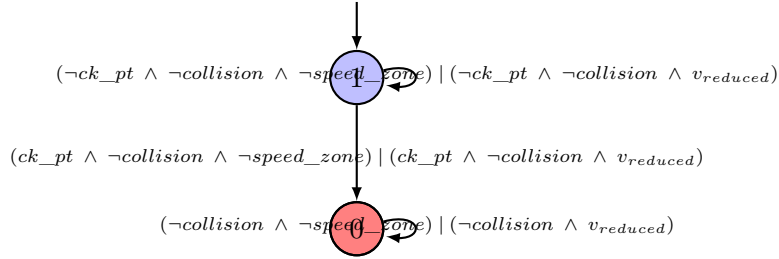 (¬ck_pt ∧ ¬collision ∧ ¬speed_zone) | (¬ck_pt ∧ ¬collision ∧ v_reduced)
1
(ck_pt ∧ ¬collision ∧ ¬speed_zone) | (ck_pt ∧ ¬collision ∧ v_reduced)
(¬collision ∧ ¬speed_zone) | (¬collision ∧ v_reduced)
0